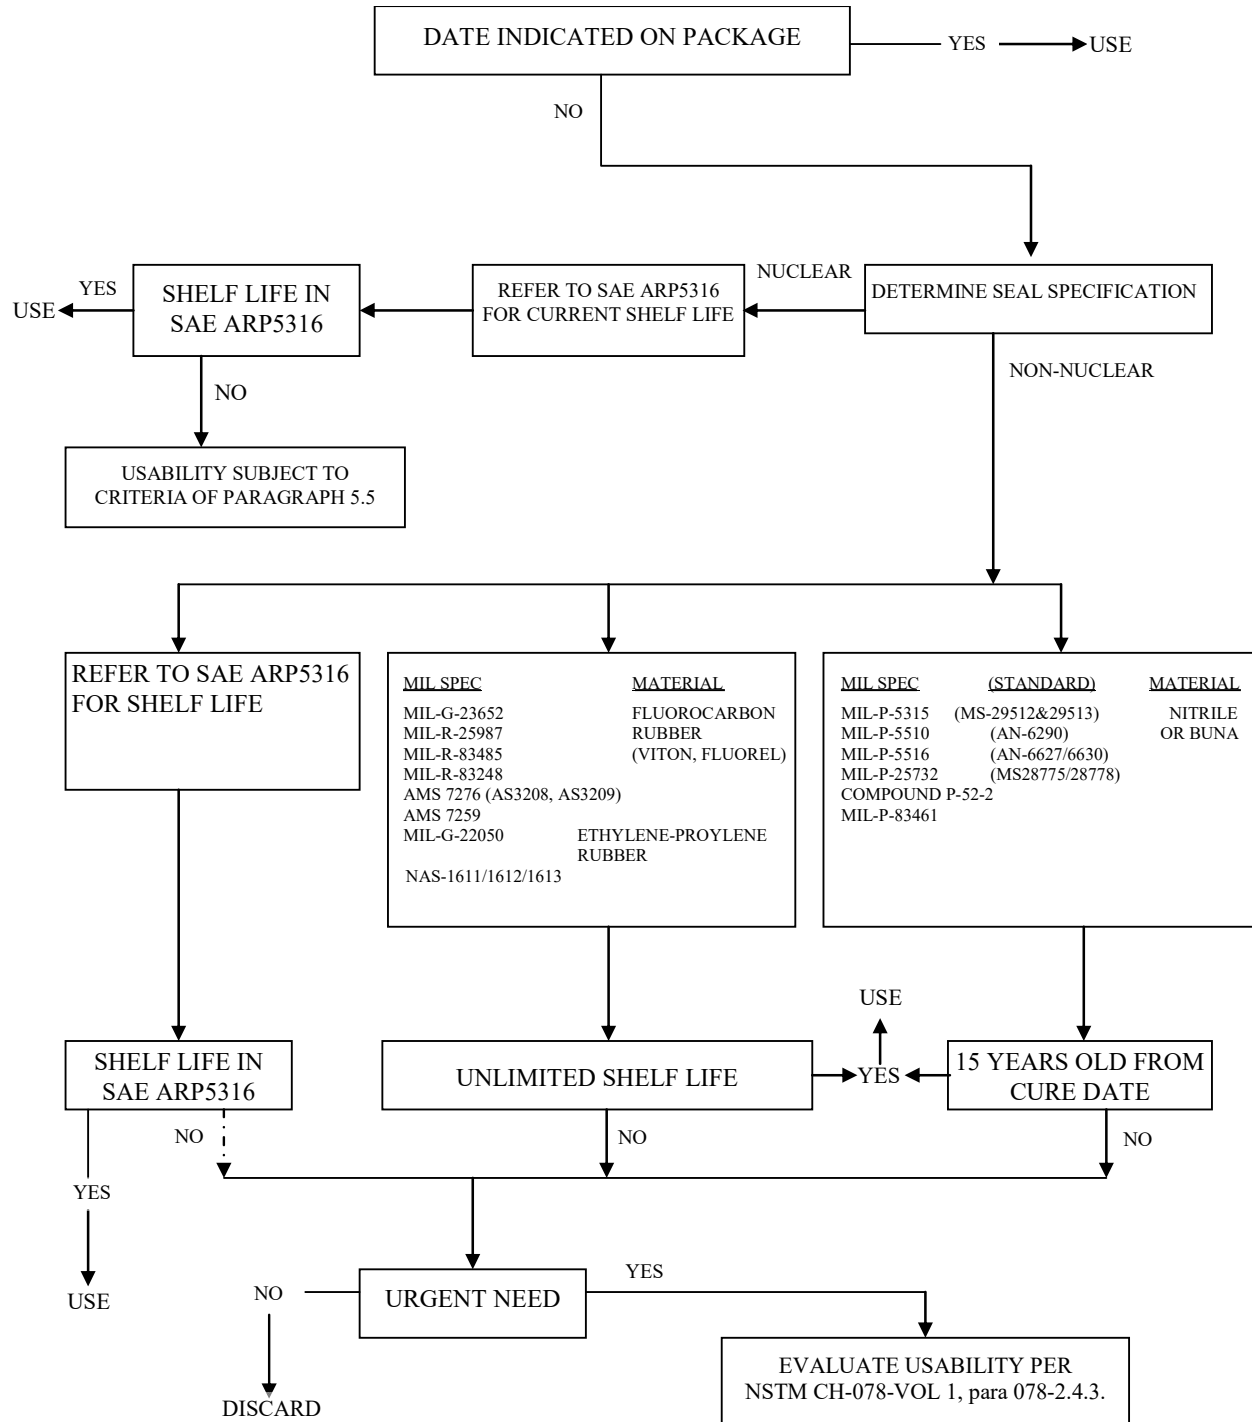 DATE INDICATED ON PACKAGE
YES
USE
NO
NUCLEAR
YES
USE
SHELF LIFE IN
SAE ARP5316
REFER TO SAE ARP5316
FOR CURRENT SHELF LIFE
DETERMINE SEAL SPECIFICATION
NO
NON-NUCLEAR
USABILITY SUBJECT TO
CRITERIA OF PARAGRAPH 5.5
REFER TO SAE ARP5316
FOR SHELF LIFE
MIL SPEC MATERIAL
MIL-G-23652 FLUOROCARBON
MIL-R-25987 RUBBER
MIL-R-83485 (VITON, FLUOREL)
MIL-R-83248
AMS 7276 (AS3208, AS3209)
AMS 7259
MIL-G-22050 ETHYLENE-PROYLENE
RUBBER
NAS-1611/1612/1613
MIL SPEC (STANDARD) MATERIAL
MIL-P-5315 (MS-29512&29513) NITRILE
MIL-P-5510 (AN-6290) OR BUNA
MIL-P-5516 (AN-6627/6630)
MIL-P-25732 (MS28775/28778)
COMPOUND P-52-2
MIL-P-83461
USE
SHELF LIFE IN
SAE ARP5316
UNLIMITED SHELF LIFE
YES
15 YEARS OLD FROM
CURE DATE
NO
NO
NO
YES
USE
NO
URGENT NEED
YES
DISCARD
EVALUATE USABILITY PER
NSTM CH-078-VOL 1, para 078-2.4.3.